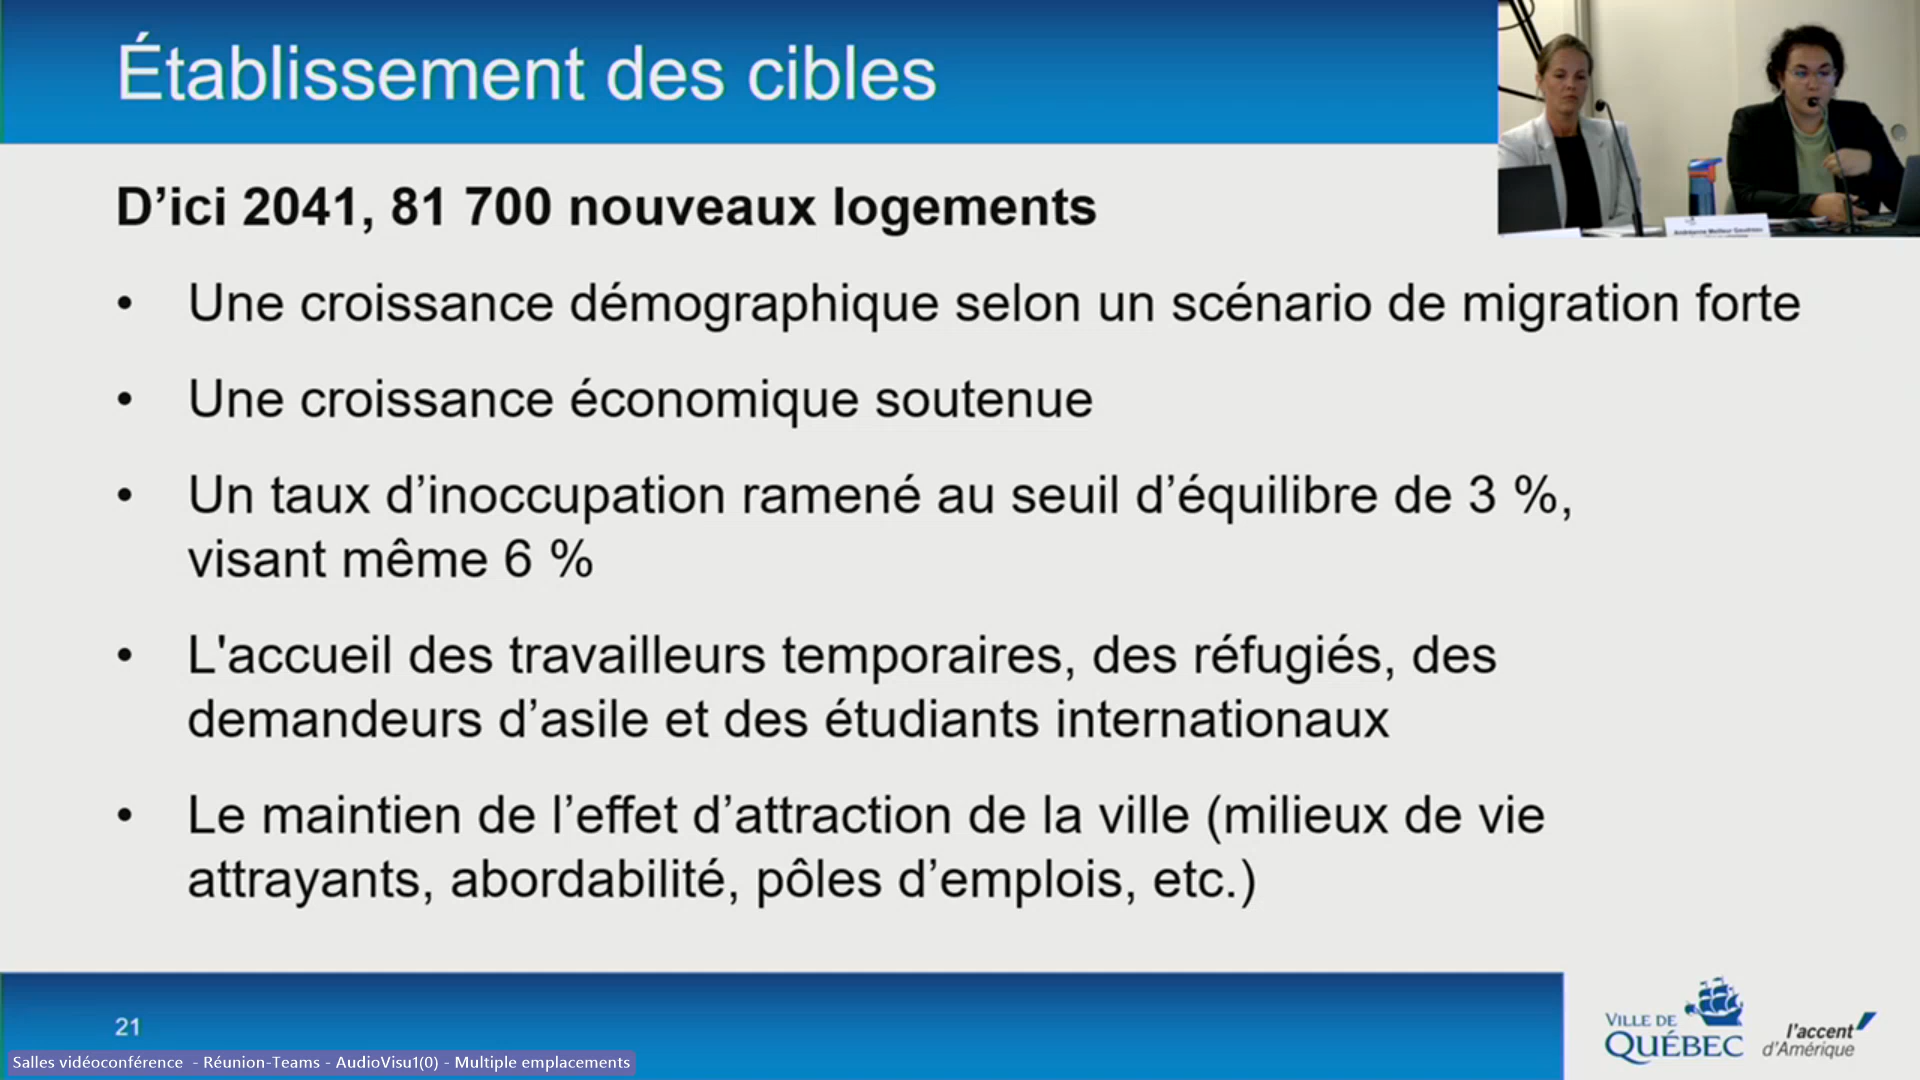 Établissement des cibles
D’ici 2041, 81 700 nouveaux logements
• Une croissance démographique selon un scénario de migration forte
• Une croissance économique soutenue
• Un taux d’inoccupation ramené au seuil d’équilibre de 3 %,
visant même 6 %
• L'accueil des travailleurs temporaires, des réfugiés, des
demandeurs d’asile et des étudiants internationaux
• Le maintien de l’effet d’attraction de la ville (milieux de vie
attrayants, abordabilité, pôles d’emplois, etc.)
21
VILLE DE
QUÉBEC
l'accent
d'Amérique
Salles vidéoconférence - Réunion-Teams - AudioVisu1(0) - Multiple emplacements